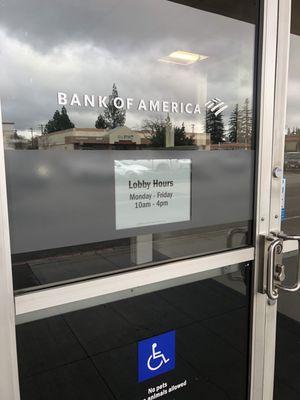 BANK OF AMERICA
Lobby Hours
Monday - Friday
10am - 4pm
No pets
animals allowed